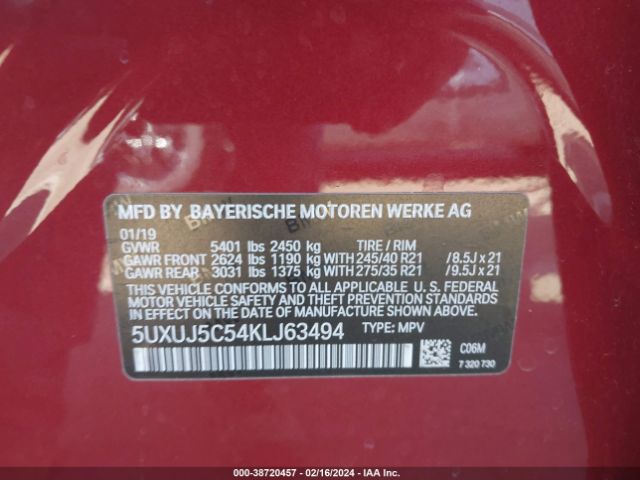 MFD BY BAYERISCHE MOTOREN WERKE AG
01/19
GVWR 5401 lbs 2450 kg TIRE / RIM
GAWR FRONT 2624 lbs 1190 kg WITH 245/40 R21 /8.5J x 21
GAWR REAR 3031 lbs 1375 kg WITH 275/35 R21 /9.5J x 21
THIS VEHICLE CONFORMS TO ALL APPLICABLE U. S. FEDERAL
MOTOR VEHICLE SAFETY, BUMPER, AND THEFT PREVENTION
STANDARDS IN EFFECT ON THE DATE OF MANUFACTURE SHOWN ABOVE.
5UXUJ5C54KLJ63494 TYPE: MPV
C06M
7 320 730
000-38720457 - 02/16/2024 - IAAI.COM